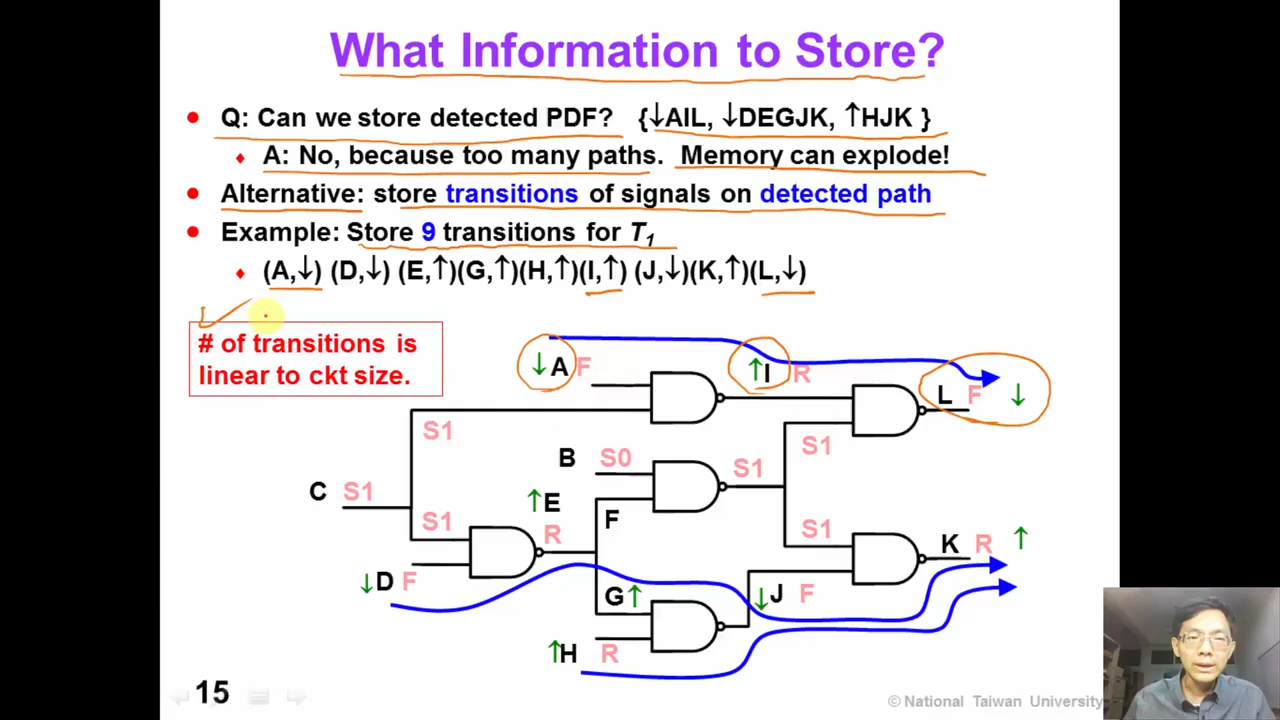 What Information to Store?
• Q: Can we store detected PDF? {↓AIL, ↓DEGJK, ↑HJK }
♦ A: No, because too many paths. Memory can explode!
• Alternative: store transitions of signals on detected path
• Example: Store 9 transitions for T1
♦ (A,↓) (D,↓) (E,↑)(G,↑)(H,↑)(I,↑) (J,↓)(K,↑)(L,↓)
# of transitions is
linear to ckt size.
↓A F
↑I R
L F ↓
S1
S1
B S0
S1
C S1
↑E
S1
R
F
S1
K R ↑
↓D F
G↑
↓J F
↑H R
15
© National Taiwan University